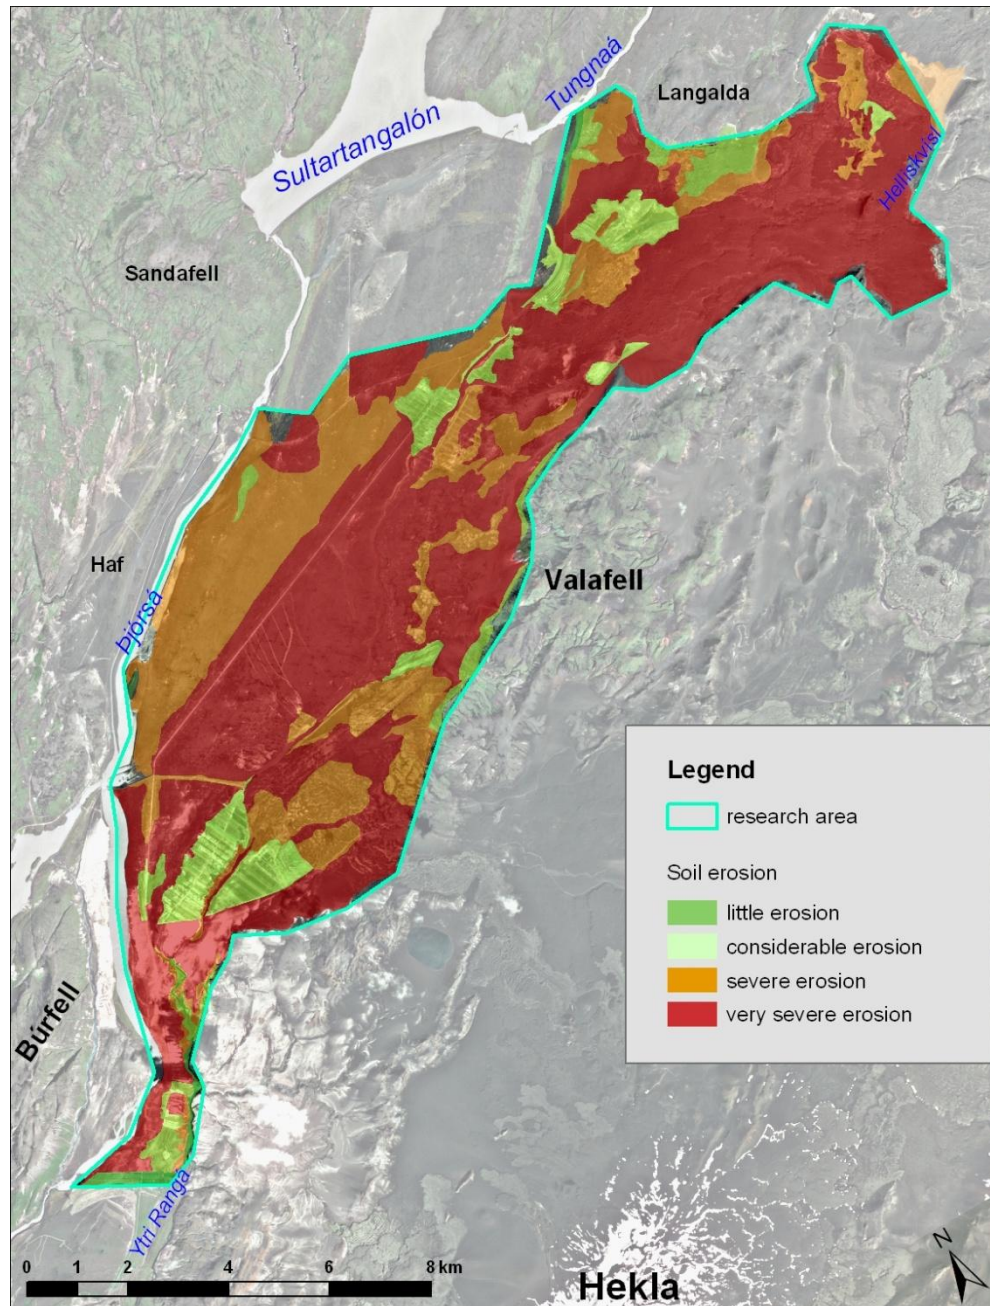 Tungnaá
Langalda
Sultartangalón
Helliskvísl
Sandafell
Haf
Þjórsá
Valafell
Legend
research area
Soil erosion
little erosion
considerable erosion
severe erosion
very severe erosion
Búrfell
Ytri Rangá
N
0 1 2 4 6 8 km
Hekla